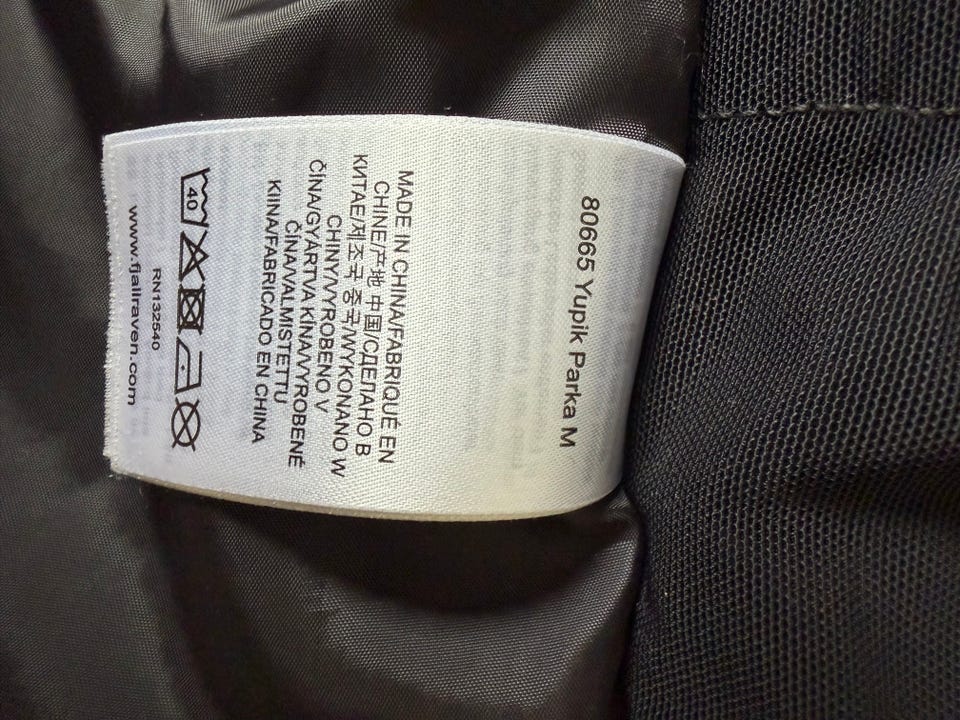 80665 Yupik Parka M
MADE IN CHINA/FABRIQUÉ EN
CHINE/产地 中国/СДЕЛАНО В
КИТАЕ/제조국 중국/WYKONANO W
CHINY/VYROBENO V
ČÍNA/GYÁRTVA KÍNA/VYROBENÉ
ČÍNA/VALMISTETTU
KIINA/FABRICADO EN CHINA
40
RN132540
www.fjallraven.com